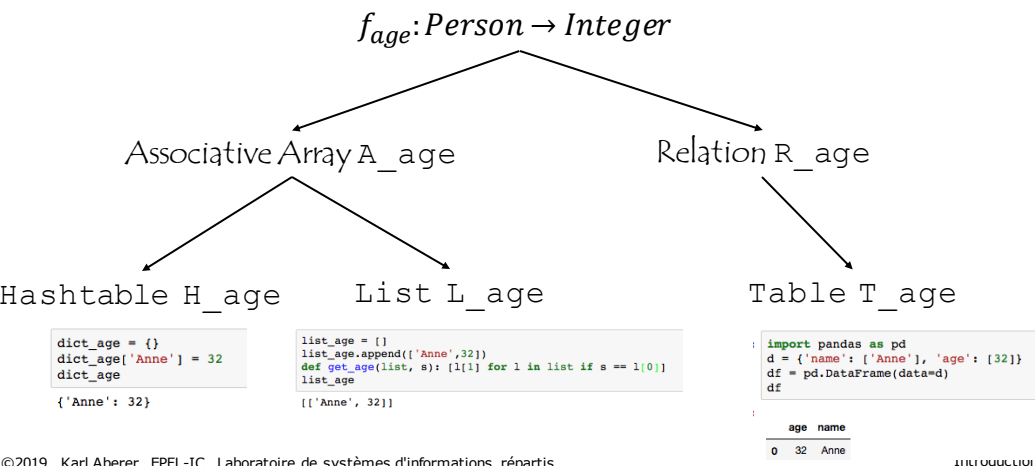 f_age: Person → Integer
Associative Array A_age
Relation R_age
Hashtable H_age
List L_age
Table T_age
dict_age = {}
dict_age['Anne'] = 32
dict_age
{'Anne': 32}
list_age = []
list_age.append(['Anne',32])
def get_age(list, s): [l[1] for l in list if s == l[0]]
list_age
[['Anne', 32]]
import pandas as pd
d = {'name': ['Anne'], 'age': [32]}
df = pd.DataFrame(data=d)
df
age name
0 32 Anne
©2019, Karl Aberer, EPFL-IC, Laboratoire de systèmes d'informations répartis
Introduction